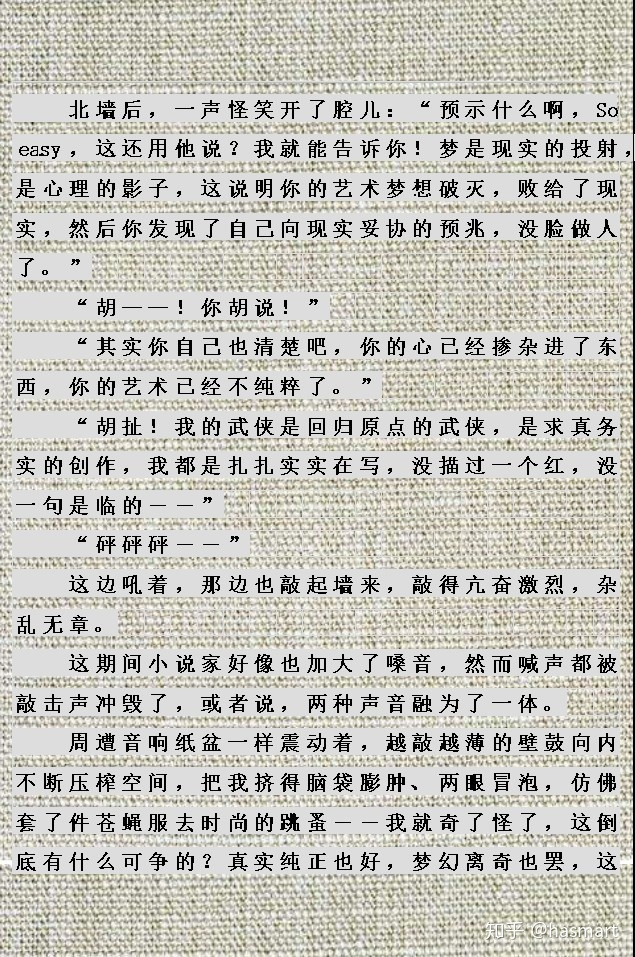 北墙后，一声怪笑开了腔儿：“预示什么啊，So
easy，这还用他说？我就能告诉你！梦是现实的投射，
是心理的影子，这说明你的艺术梦想破灭，败给了现
实，然后你发现了自己向现实妥协的预兆，没脸做人
了。”
“胡——！你胡说！”
“其实你自己也清楚吧，你的心已经掺杂进了东
西，你的艺术已经不纯粹了。”
“胡扯！我的武侠是回归原点的武侠，是求真务
实的创作，我都是扎扎实实在写，没描过一个红，没
一句是临的——”
“砰砰砰——”
这边吼着，那边也敲起墙来，敲得亢奋激烈，杂
乱无章。
这期间小说家好像也加大了嗓音，然而喊声都被
敲击声冲毁了，或者说，两种声音融为了一体。
周遭音响纸盆一样震动着，越敲越薄的壁鼓向内
不断压榨空间，把我挤得脑袋膨肿、两眼冒泡，仿佛
套了件苍蝇服去时尚的跳蚤——我就奇了怪了，这倒
底有什么可争的？真实纯正也好，梦幻离奇也罢，这
知乎 @hasmart